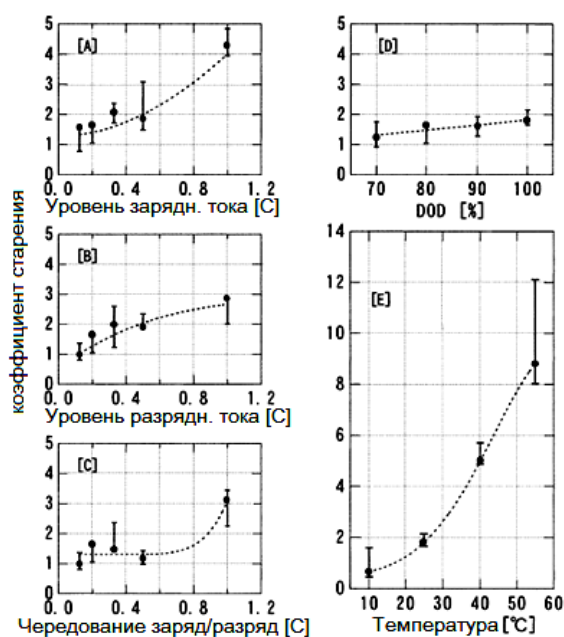 коэффициент старения
[A]
5
4
3
2
1
0
0. 0 0. 4 0. 8 1. 2
Уровень зарядн. тока [C]
[B]
5
4
3
2
1
0
0. 0 0. 4 0. 8 1. 2
Уровень разрядн. тока [C]
[C]
5
4
3
2
1
0
0. 0 0. 4 0. 8 1. 2
Чередование заряд/разряд [C]
[D]
5
4
3
2
1
0
70 80 90 100
DOD [%]
[E]
14
12
10
8
6
4
2
0
10 20 30 40 50 60
Температура [℃]